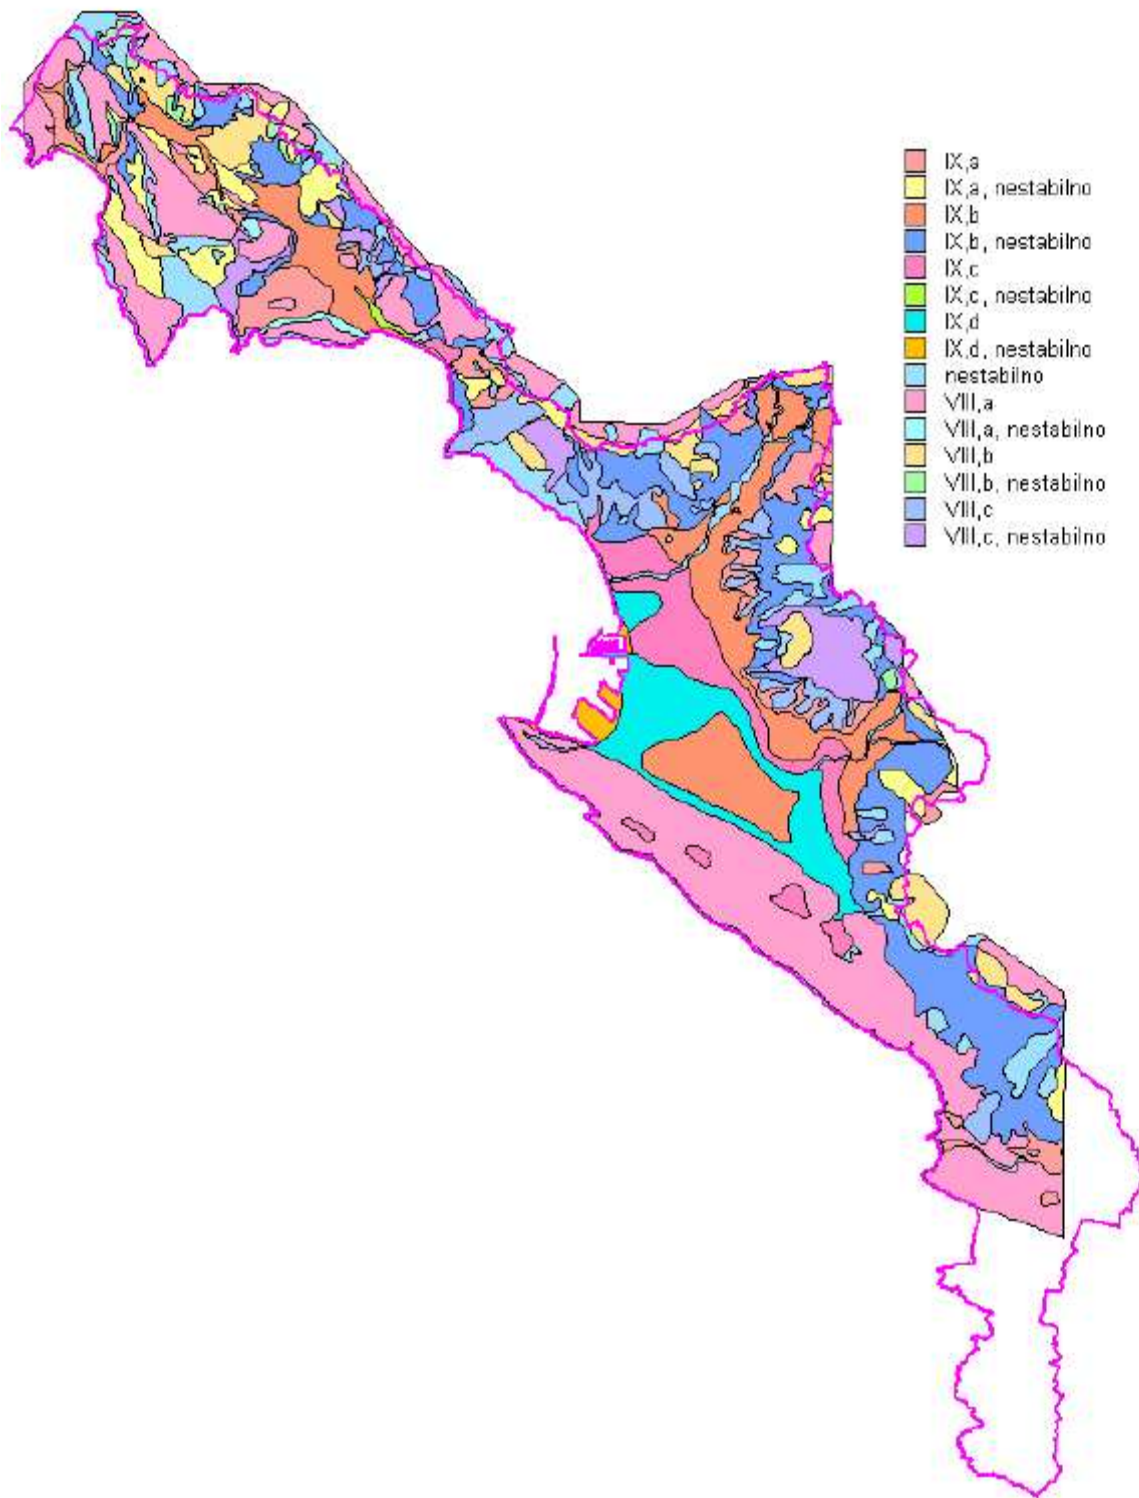 IX,a
IX,a, nestabilno
IX,b
IX,b, nestabilno
IX,c
IX,c, nestabilno
IX,d
IX,d, nestabilno
nestabilno
VIII,a
VIII,a, nestabilno
VIII,b
VIII,b, nestabilno
VIII,c
VIII,c, nestabilno